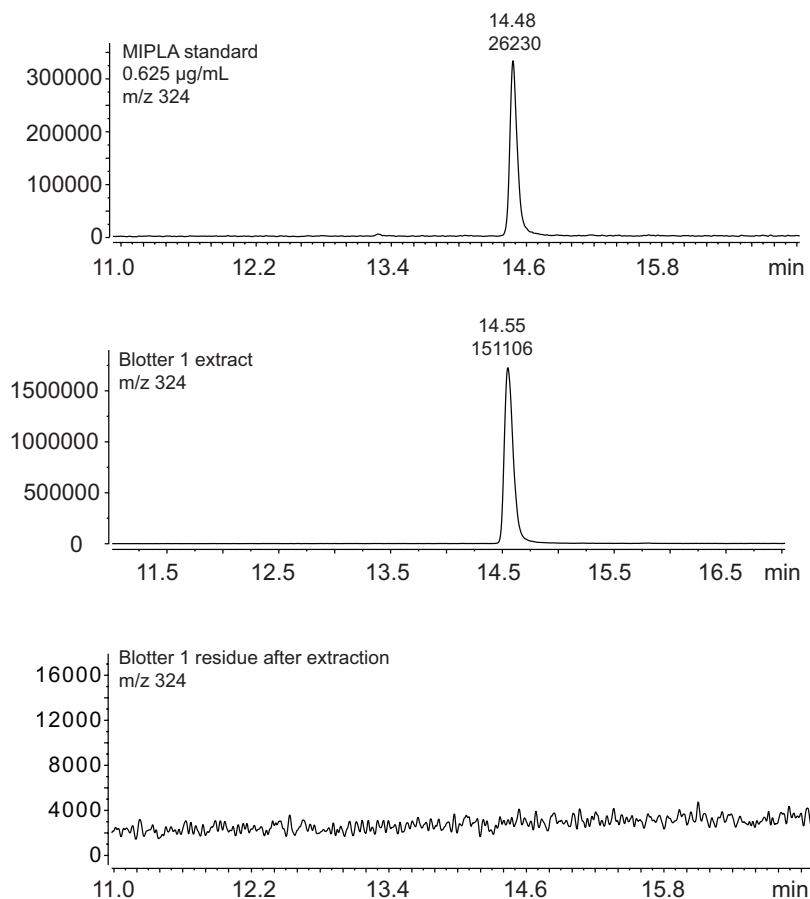 14.48
26230
MIPLA standard
0.625 µg/mL
m/z 324
300000
200000
100000
0
11.0 12.2 13.4 14.6 15.8 min
14.55
151106
Blotter 1 extract
m/z 324
1500000
1000000
500000
0
11.5 12.5 13.5 14.5 15.5 16.5 min
Blotter 1 residue after extraction
m/z 324
16000
12000
8000
4000
0
11.0 12.2 13.4 14.6 15.8 min